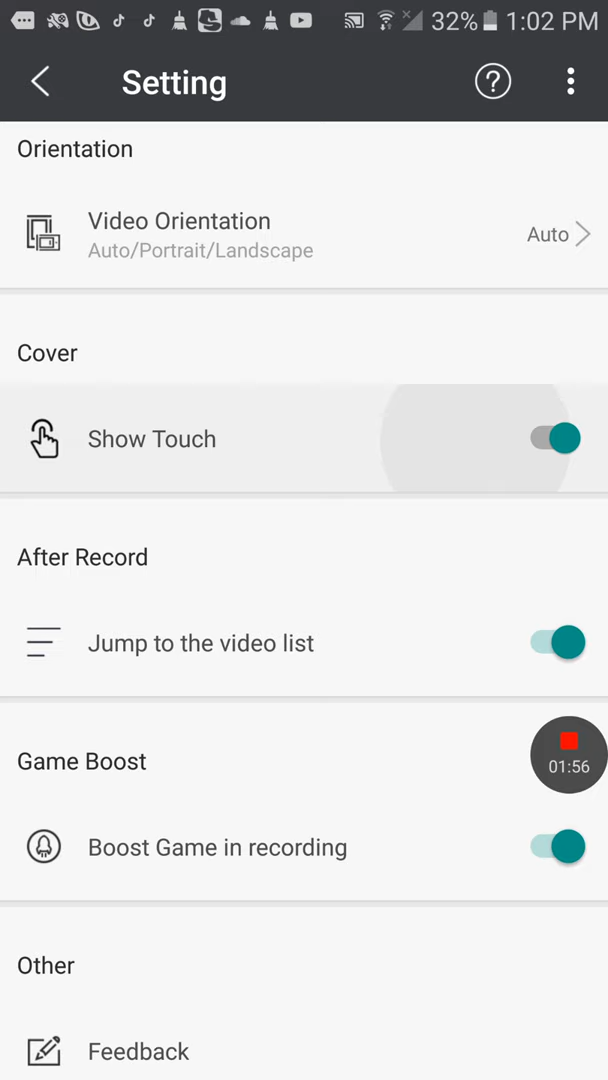 32% 1:02 PM
Setting
Orientation
Video Orientation
Auto/Portrait/Landscape
Auto
Cover
Show Touch
After Record
Jump to the video list
Game Boost
01:56
Boost Game in recording
Other
Feedback